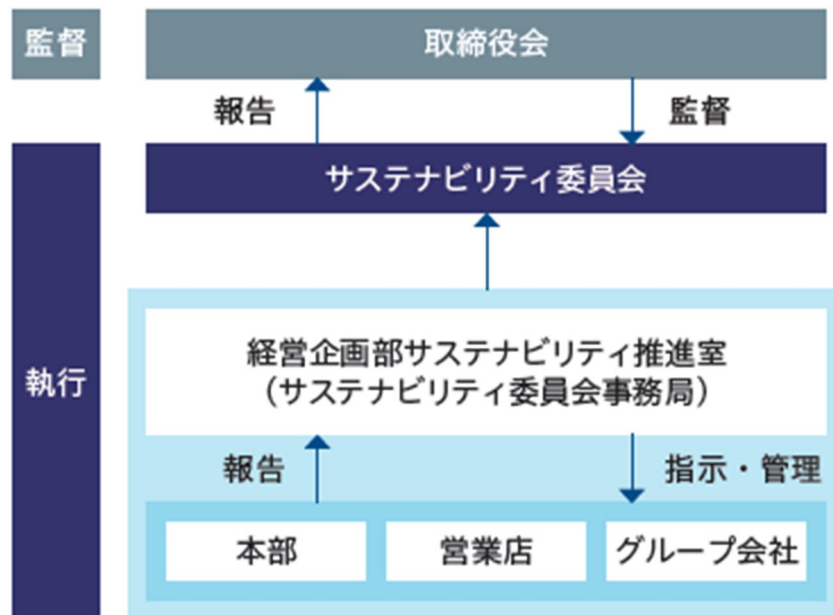 監督
取締役会
報告
監督
サステナビリティ委員会
執行
経営企画部サステナビリティ推進室
（サステナビリティ委員会事務局）
報告
指示・管理
本部
営業店
グループ会社